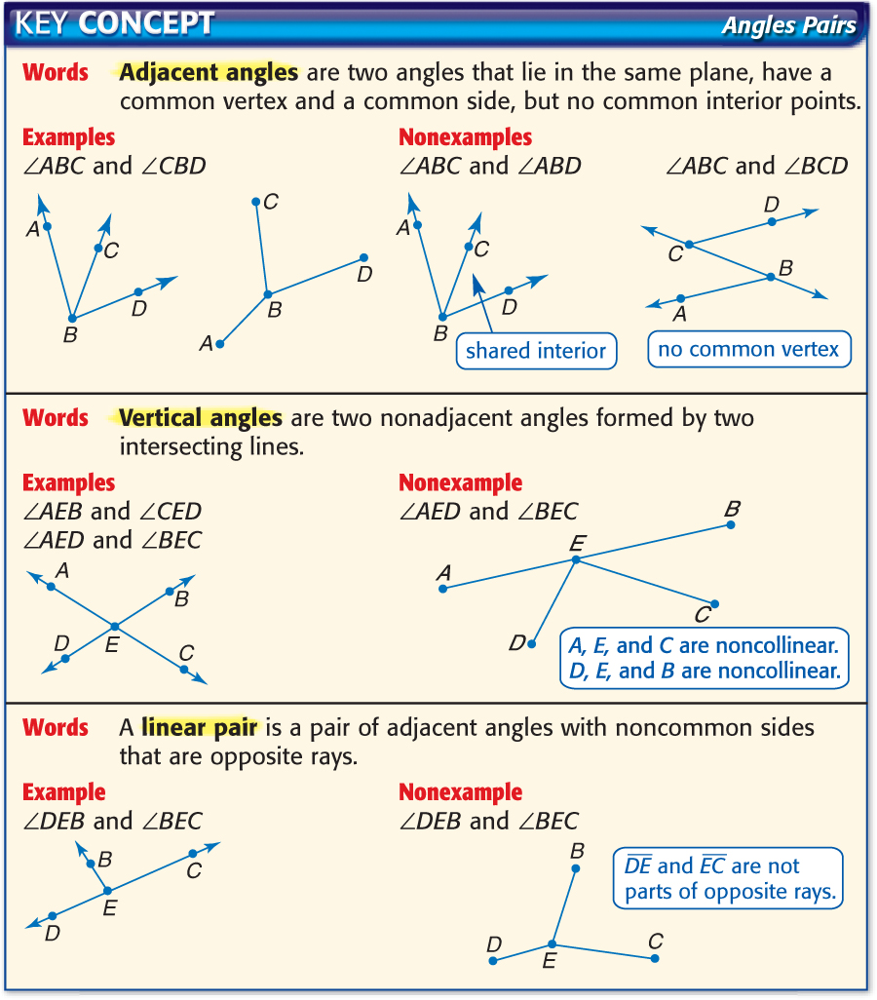 KEY CONCEPT
Angles Pairs
Words Adjacent angles are two angles that lie in the same plane, have a
common vertex and a common side, but no common interior points.
Examples
∠ABC and ∠CBD
A
C
D
B
C
D
B
A
Nonexamples
∠ABC and ∠ABD
∠ABC and ∠BCD
A
C
D
B
shared interior
D
C
B
A
no common vertex
Words Vertical angles are two nonadjacent angles formed by two
intersecting lines.
Examples
∠AEB and ∠CED
∠AED and ∠BEC
A
B
D
E
C
Nonexample
∠AED and ∠BEC
B
E
A
C
D
A, E, and C are noncollinear.
D, E, and B are noncollinear.
Words A linear pair is a pair of adjacent angles with noncommon sides
that are opposite rays.
Example
∠DEB and ∠BEC
B
C
E
D
Nonexample
∠DEB and ∠BEC
B
D
E
C
D̅E̅ and E̅C̅ are not
parts of opposite rays.